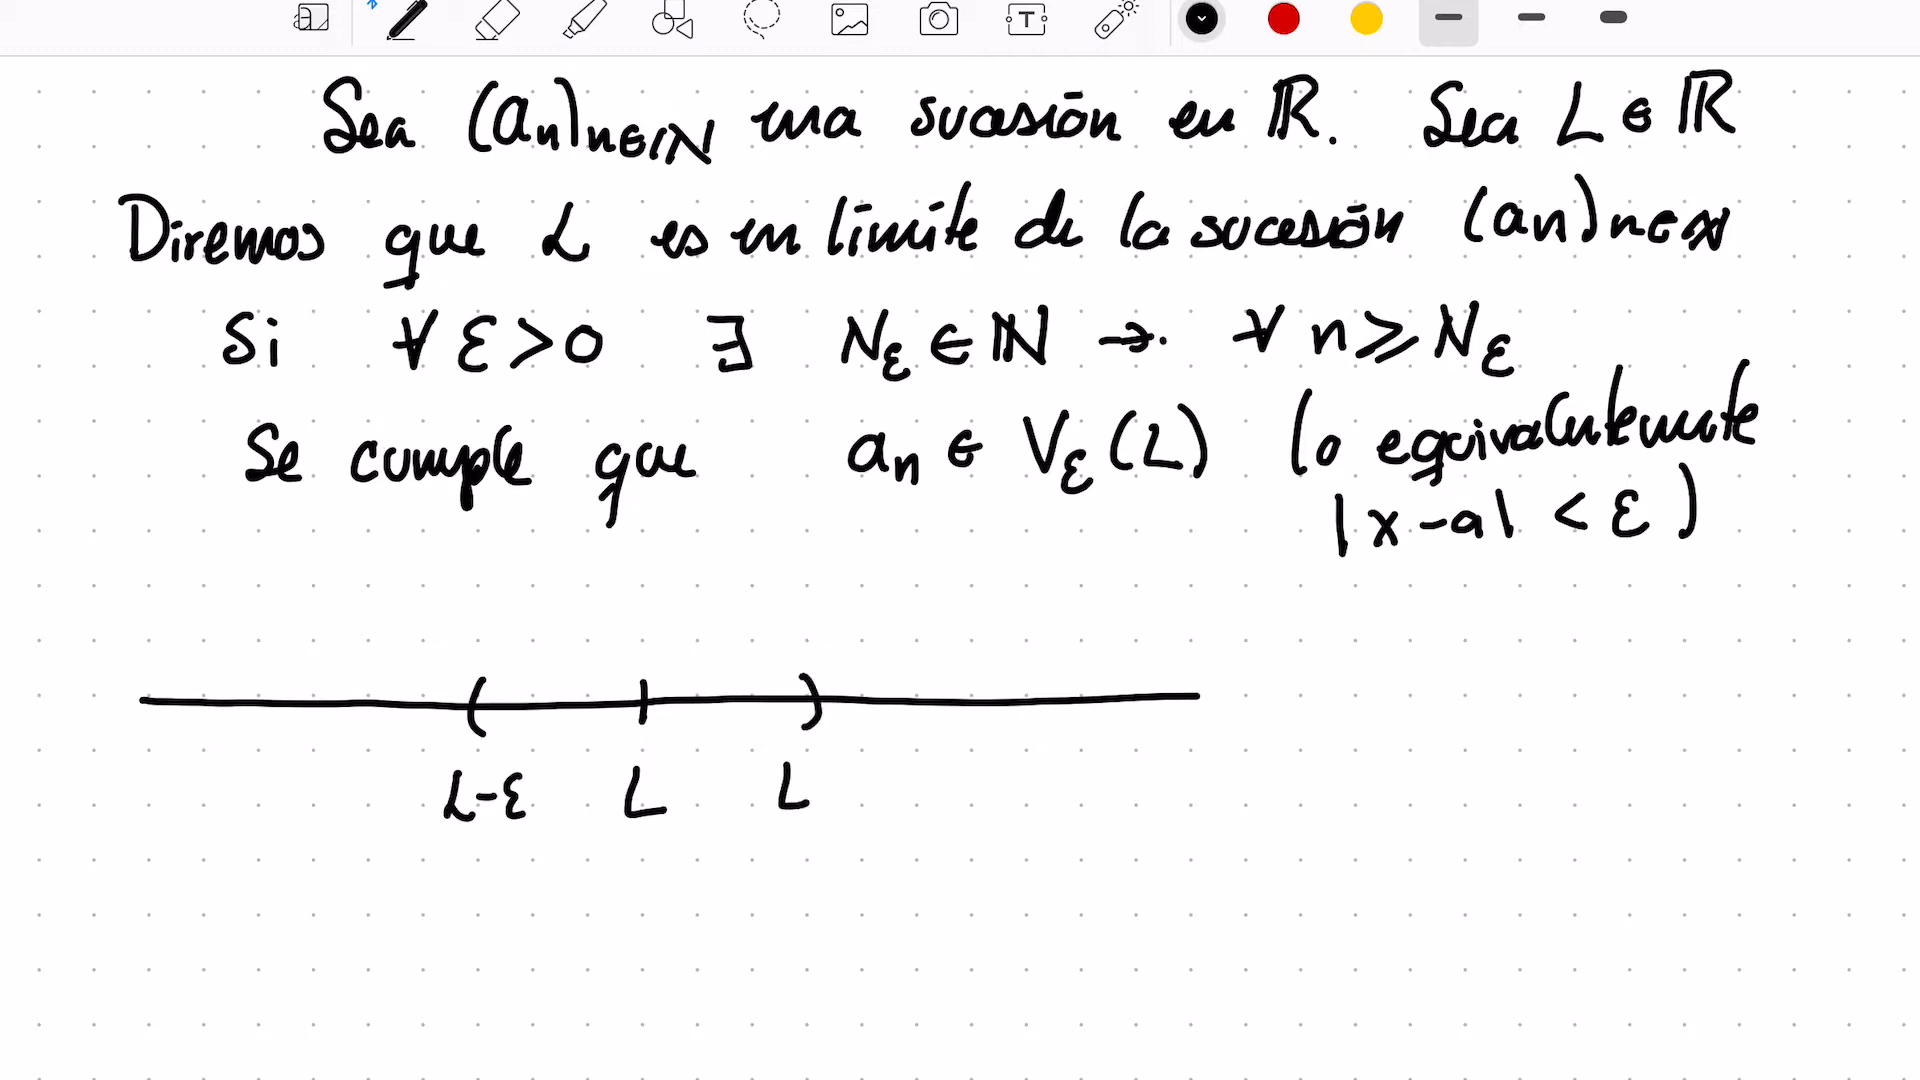 Sea (an)n∈ℕ una sucesión en ℝ. Sea L ∈ ℝ
Diremos que L es un límite de la sucesión (an)n∈ℕ
Si ∀ ε>0 ∃ Nε ∈ ℕ →. ∀ n ≥ Nε
Se cumple que an ∈ Vε(L) (o equivalentemente
|x-a| < ε)
L-ε L L